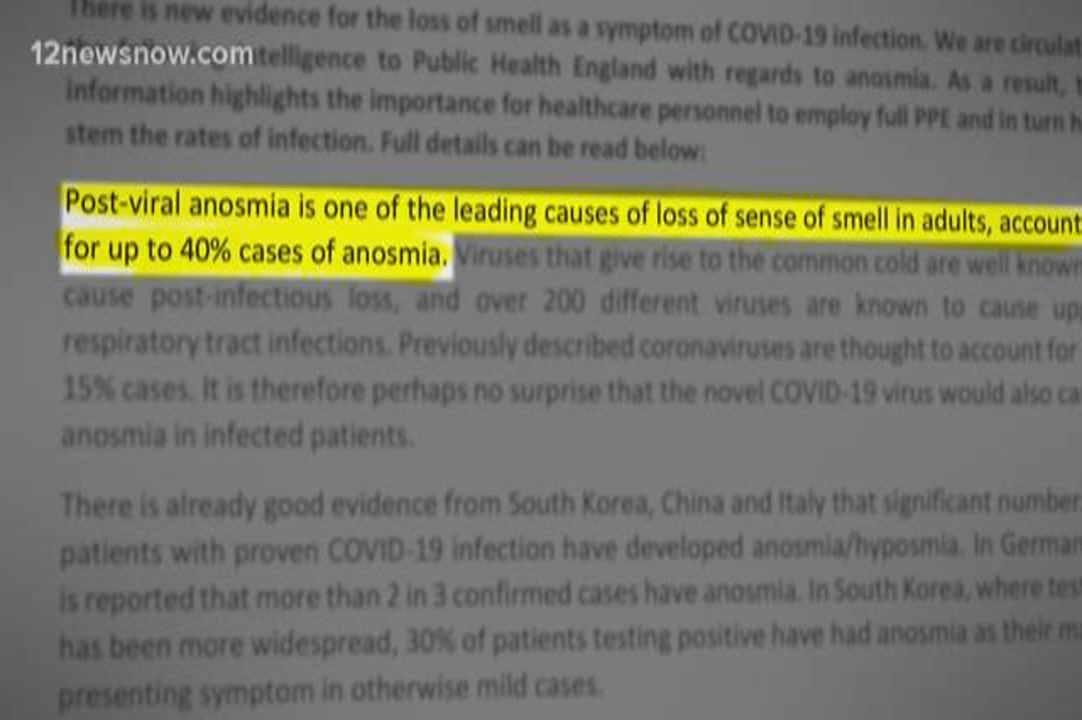 There is new evidence for the loss of smell as a symptom of COVID-19 infection. We are circulat
12newsnow.com
telligence to Public Health England with regards to anosmia. As a result, t
information highlights the importance for healthcare personnel to employ full PPE and in turn h
stem the rates of infection. Full details can be read below:
Post-viral anosmia is one of the leading causes of loss of sense of smell in adults, account
for up to 40% cases of anosmia. Viruses that give rise to the common cold are well known
cause post-infectious loss, and over 200 different viruses are known to cause up
respiratory tract infections. Previously described coronaviruses are thought to account for
15% cases. It is therefore perhaps no surprise that the novel COVID-19 virus would also ca
anosmia in infected patients.
There is already good evidence from South Korea, China and Italy that significant number
patients with proven COVID-19 infection have developed anosmia/hyposmia. In German
is reported that more than 2 in 3 confirmed cases have anosmia. In South Korea, where tes
has been more widespread, 30% of patients testing positive have had anosmia as their ma
presenting symptom in otherwise mild cases.